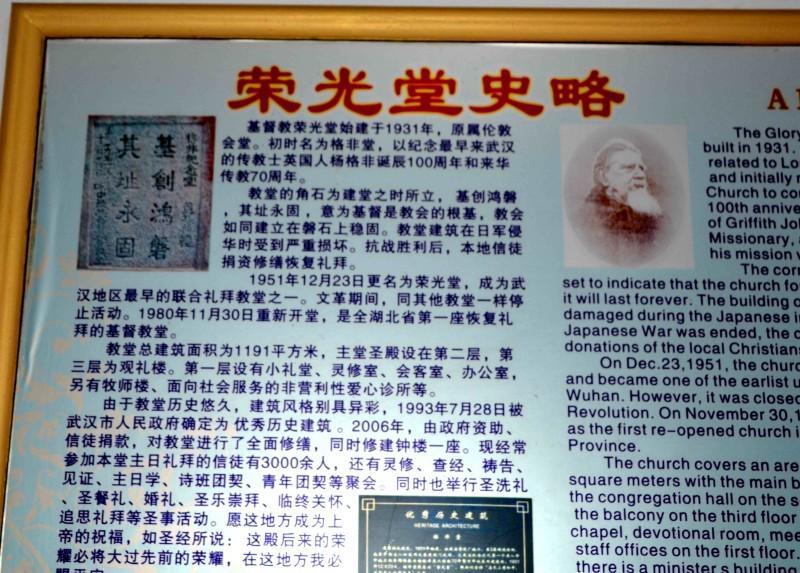 荣光堂史略
基督教荣光堂始建于1931年，原属伦敦
会堂。初时名为格非堂，以纪念最早来武汉
的传教士英国人杨格非诞辰100周年和来华
传教70周年。
教堂的角石为建堂之时所立，基创鸿磐
，其址永固，意为基督是教会的根基，教会
如同建立在磐石上稳固。教堂建筑在日军侵
华时受到严重损坏。抗战胜利后，本地信徒
捐资修缮恢复礼拜。
1951年12月23日更名为荣光堂，成为武
汉地区最早的联合礼拜教堂之一。文革期间，同其他教堂一样停
止活动。1980年11月30日重新开堂，是全湖北省第一座恢复礼
拜的基督教堂。
教堂总建筑面积为1191平方米，主堂圣殿设在第二层，第
三层为观礼楼。第一层设有小礼堂、灵修室、会客室、办公室，
另有牧师楼、面向社会服务的非营利性爱心诊所等。
由于教堂历史悠久，建筑风格别具异彩，1993年7月28日被
武汉市人民政府确定为 优秀历史建筑 。2006年，由政府资助、
信徒捐款，对教堂进行了全面修缮，同时修建钟楼一座。现经常
参加本堂主日礼拜的信徒有3000余人，还有灵修、查经、祷告、
见证、主日学、诗班团契、青年团契等聚会。同时也举行圣洗礼
、圣餐礼、婚礼、圣乐崇拜、临终关怀、
追思礼拜等圣事活动。愿这地方成为上
帝的祝福，如圣经所说： 这殿后来的荣
耀必将大过先前的荣耀，在这地方我必
基創鴻磐
其址永固
优秀历史建筑
HERITAGE ARCHITECTURE
A
The Glory
built in 1931.
related to Lo
and initially
Church to co
100th annive
of Griffith Jo
Missionary,
his mission
The corn
set to indicate that the church fo
it will last forever. The building o
damaged during the Japanese in
Japanese War was ended, the c
donations of the local Christians
On Dec.23,1951, the churc
and became one of the earlist u
Wuhan. However, it was closed
Revolution. On November 30,1
as the first re-opened church i
Province.
The church covers an are
square meters with the main b
the congregation hall on the s
the balcony on the third floor
chapel, devotional room, mee
staff offices on the first floor.
there is a minister s building